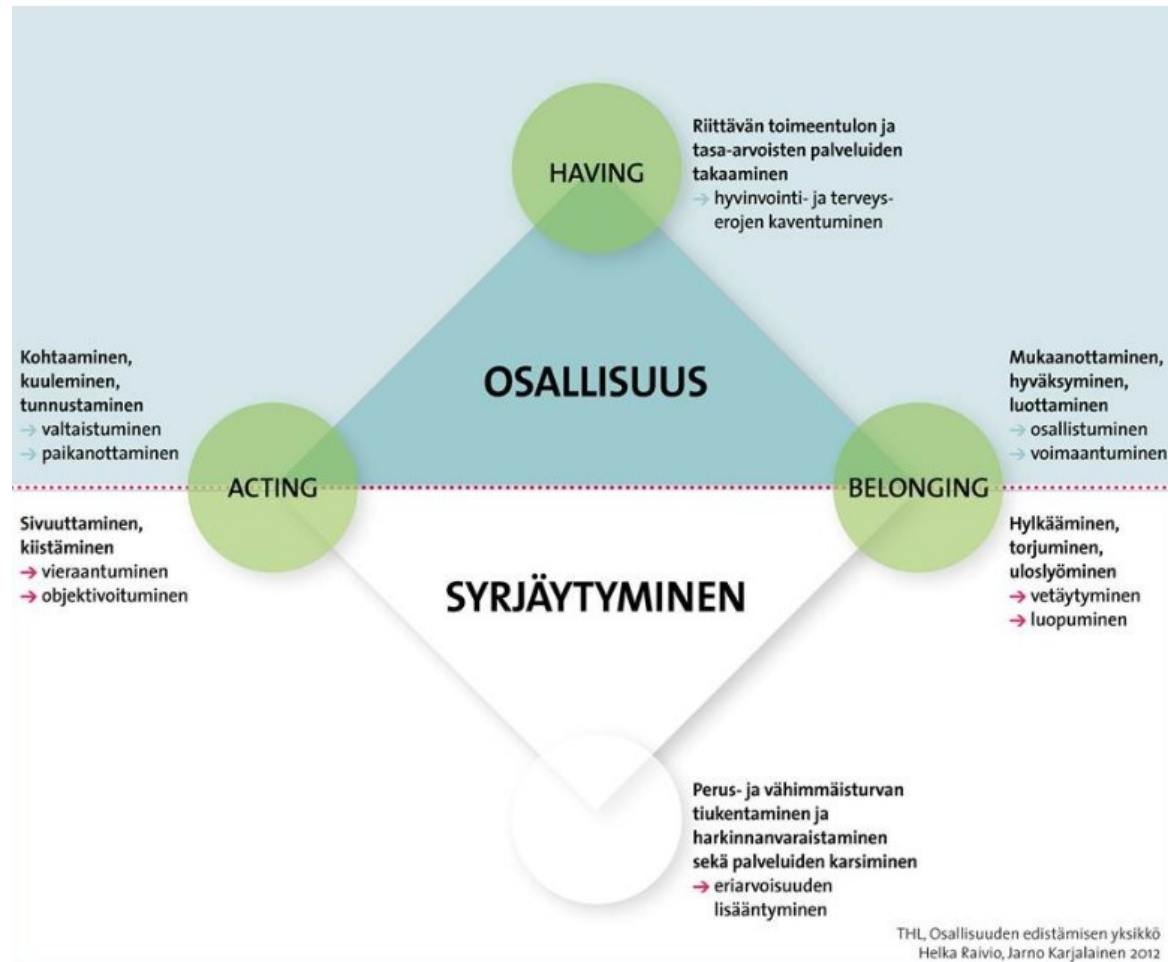 HAVING
Riittävän toimeentulon ja
tasa-arvoisten palveluiden
takaaminen
→ hyvinvointi- ja terveys-
erojen kaventuminen
OSALLISUUS
Kohtaaminen,
kuuleminen,
tunnustaminen
→ valtaistuminen
→ paikanottaminen
ACTING
Sivuuttaminen,
kiistäminen
→ vieraantuminen
→ objektivoituminen
Mukaanottaminen,
hyväksyminen,
luottaminen
→ osallistuminen
→ voimaantuminen
BELONGING
Hylkääminen,
torjuminen,
uloslyöminen
→ vetäytyminen
→ luopuminen
SYRJÄYTYMINEN
Perus- ja vähimmäisturvan
tiukentaminen ja
harkinnanvaraistaminen
sekä palveluiden karsiminen
→ eriarvoisuuden
lisääntyminen
THL, Osallisuuden edistämisen yksikkö
Helka Raivio, Jarno Karjalainen 2012